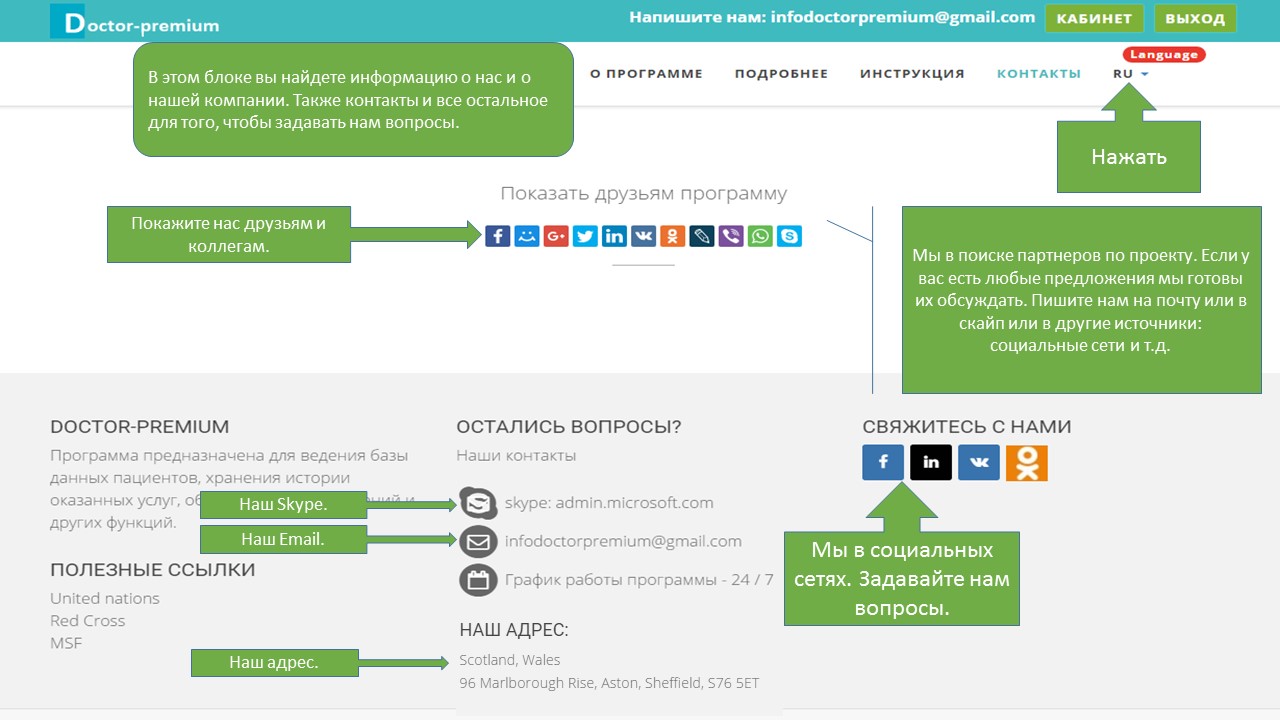 Doctor-premium
Напишите нам: infodoctorpremium@gmail.com
КАБИНЕТ
ВЫХОД
О ПРОГРАММЕ
ПОДРОБНЕЕ
ИНСТРУКЦИЯ
КОНТАКТЫ
Language
RU
В этом блоке вы найдете информацию о нас и о
нашей компании. Также контакты и все остальное
для того, чтобы задавать нам вопросы.
Нажать
Показать друзьям программу
Покажите нас друзьям и
коллегам.
Мы в поиске партнеров по проекту. Если у
вас есть любые предложения мы готовы
их обсуждать. Пишите нам на почту или в
скайп или в другие источники:
социальные сети и т.д.
DOCTOR-PREMIUM
Программа предназначена для ведения базы
данных пациентов, хранения истории
оказанных услуг, и
других функций.
ПОЛЕЗНЫЕ ССЫЛКИ
United nations
Red Cross
MSF
ОСТАЛИСЬ ВОПРОСЫ?
Наши контакты
Наш Skype.
skype: admin.microsoft.com
Наш Email.
infodoctorpremium@gmail.com
График работы программы - 24 / 7
НАШ АДРЕС:
Наш адрес.
Scotland, Wales
96 Marlborough Rise, Aston, Sheffield, S76 5ET
СВЯЖИТЕСЬ С НАМИ
Мы в социальных
сетях. Задавайте нам
вопросы.